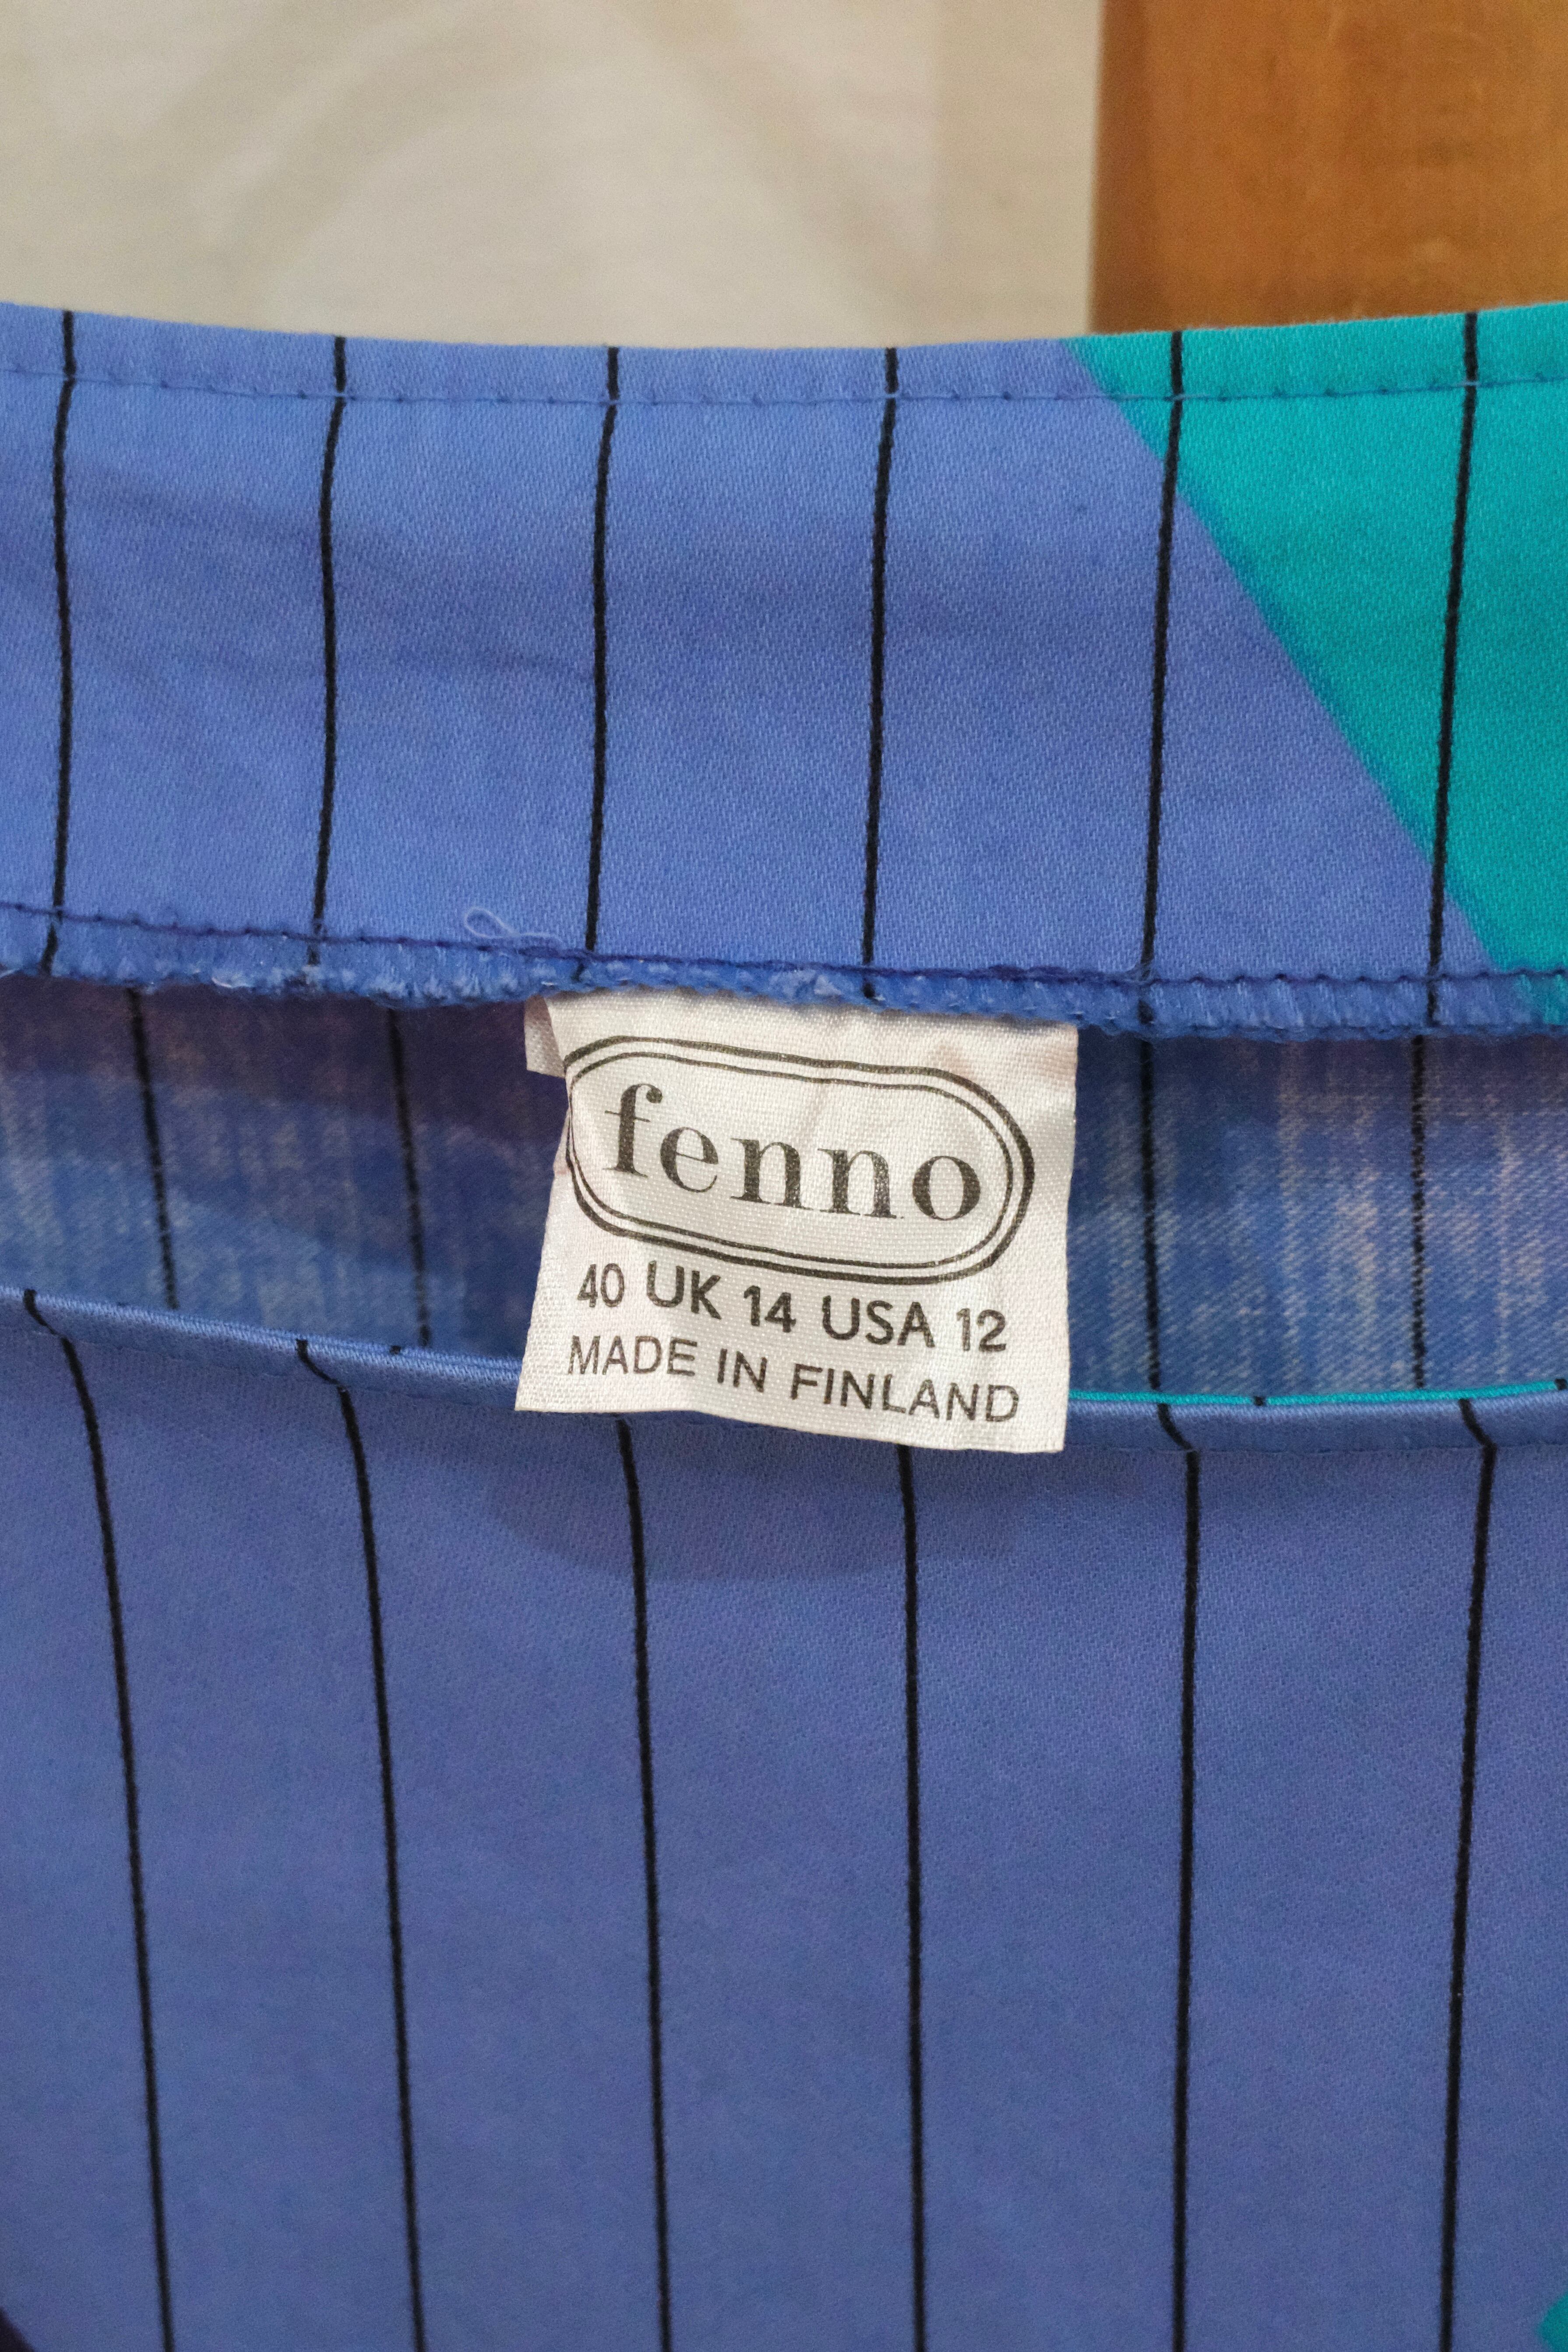 fenno
40 UK 14 USA 12
MADE IN FINLAND